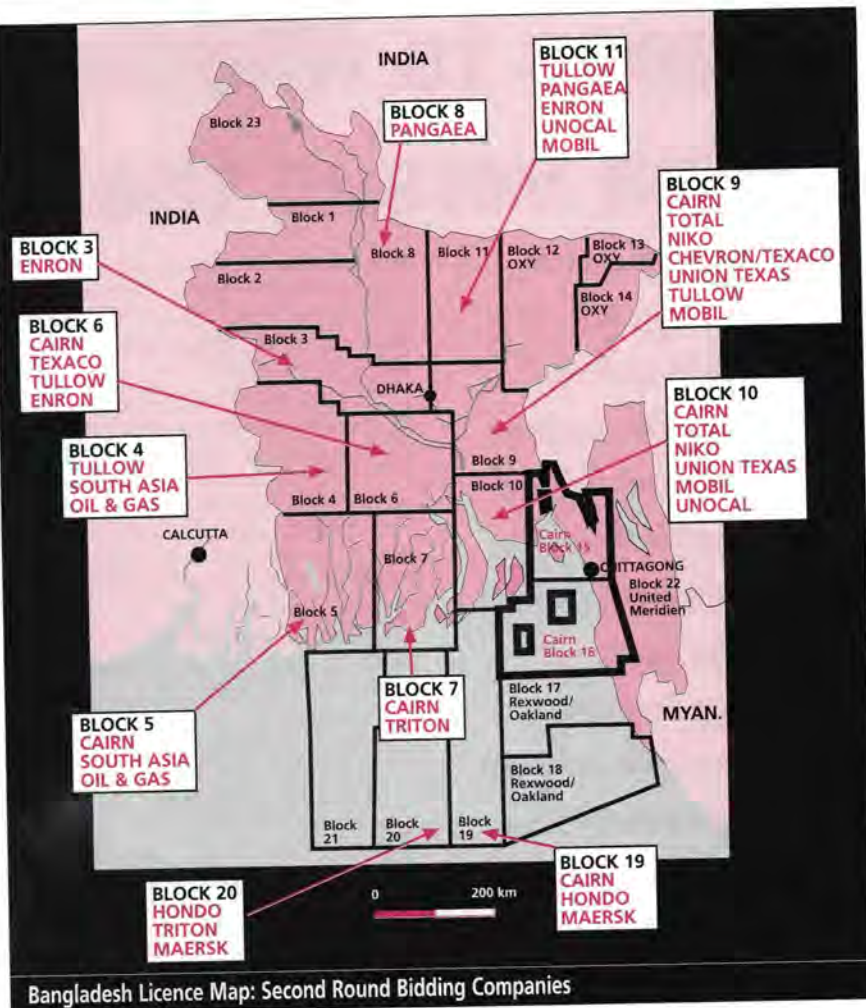 INDIA
BLOCK 11
TULLOW
PANGAEA
ENRON
UNOCAL
MOBIL
BLOCK 8
PANGAEA
Block 23
BLOCK 9
CAIRN
TOTAL
NIKO
CHEVRON/TEXACO
UNION TEXAS
TULLOW
MOBIL
INDIA
Block 1
BLOCK 3
ENRON
Block 8
Block 11
Block 12
OXY
Block 13
OXY
Block 2
Block 14
OXY
BLOCK 6
CAIRN
TEXACO
TULLOW
ENRON
Block 3
DHAKA
BLOCK 10
CAIRN
TOTAL
NIKO
UNION TEXAS
MOBIL
UNOCAL
BLOCK 4
TULLOW
SOUTH ASIA
OIL & GAS
Block 9
Block 10
Block 4
Block 6
CALCUTTA
Cairn
Block 15
Block 7
CHITTAGONG
Block 22
United
Meridien
Block 5
Cairn
Block 16
BLOCK 7
CAIRN
TRITON
Block 17
Rexwood/
Oakland
MYAN.
BLOCK 5
CAIRN
SOUTH ASIA
OIL & GAS
Block 18
Rexwood/
Oakland
Block
21
Block
20
Block
19
BLOCK 20
HONDO
TRITON
MAERSK
0
200 km
BLOCK 19
CAIRN
HONDO
MAERSK
Bangladesh Licence Map: Second Round Bidding Companies